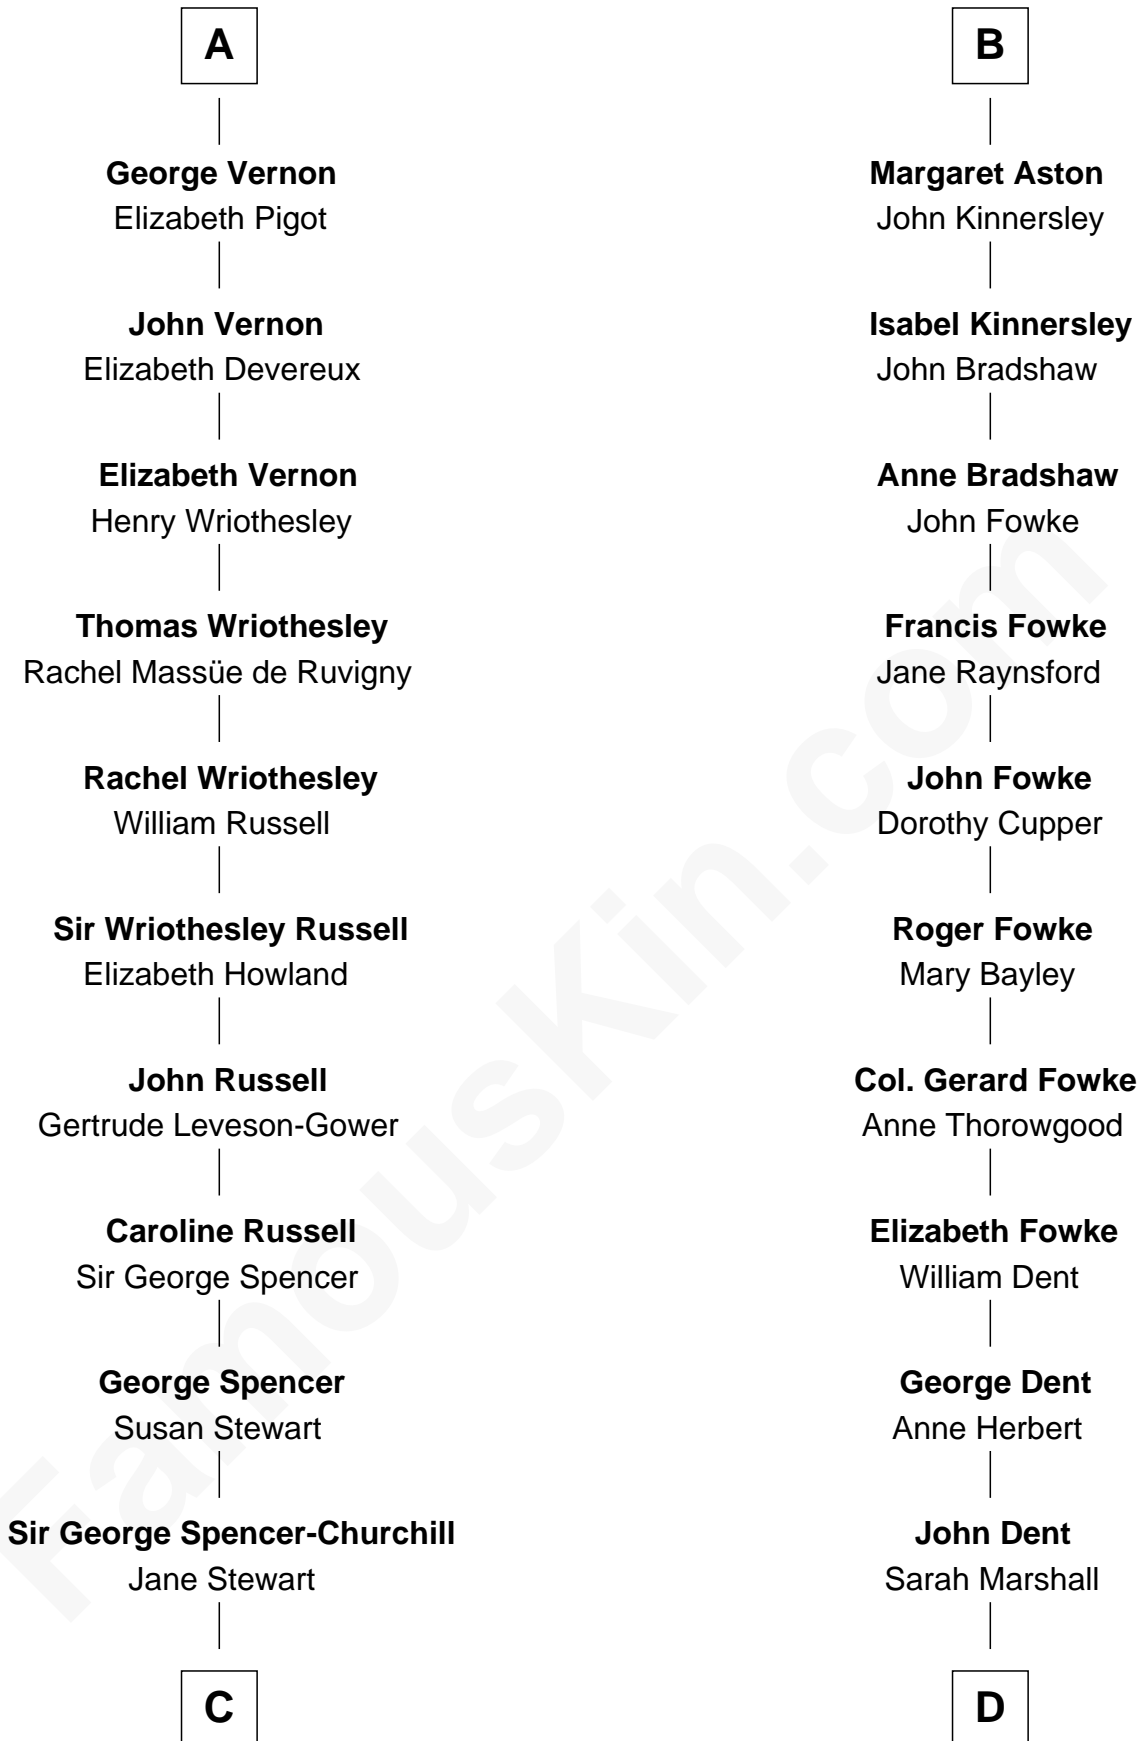 A
George Vernon
Elizabeth Pigot
John Vernon
Elizabeth Devereux
Elizabeth Vernon
Henry Wriothesley
Thomas Wriothesley
Rachel Massüe de Ruvigny
Rachel Wriothesley
William Russell
Sir Wriothesley Russell
Elizabeth Howland
John Russell
Gertrude Leveson-Gower
Caroline Russell
Sir George Spencer
George Spencer
Susan Stewart
Sir George Spencer-Churchill
Jane Stewart
C
B
Margaret Aston
John Kinnersley
Isabel Kinnersley
John Bradshaw
Anne Bradshaw
John Fowke
Francis Fowke
Jane Raynsford
John Fowke
Dorothy Cupper
Roger Fowke
Mary Bayley
Col. Gerard Fowke
Anne Thorowgood
Elizabeth Fowke
William Dent
George Dent
Anne Herbert
John Dent
Sarah Marshall
D
FamousKin.com